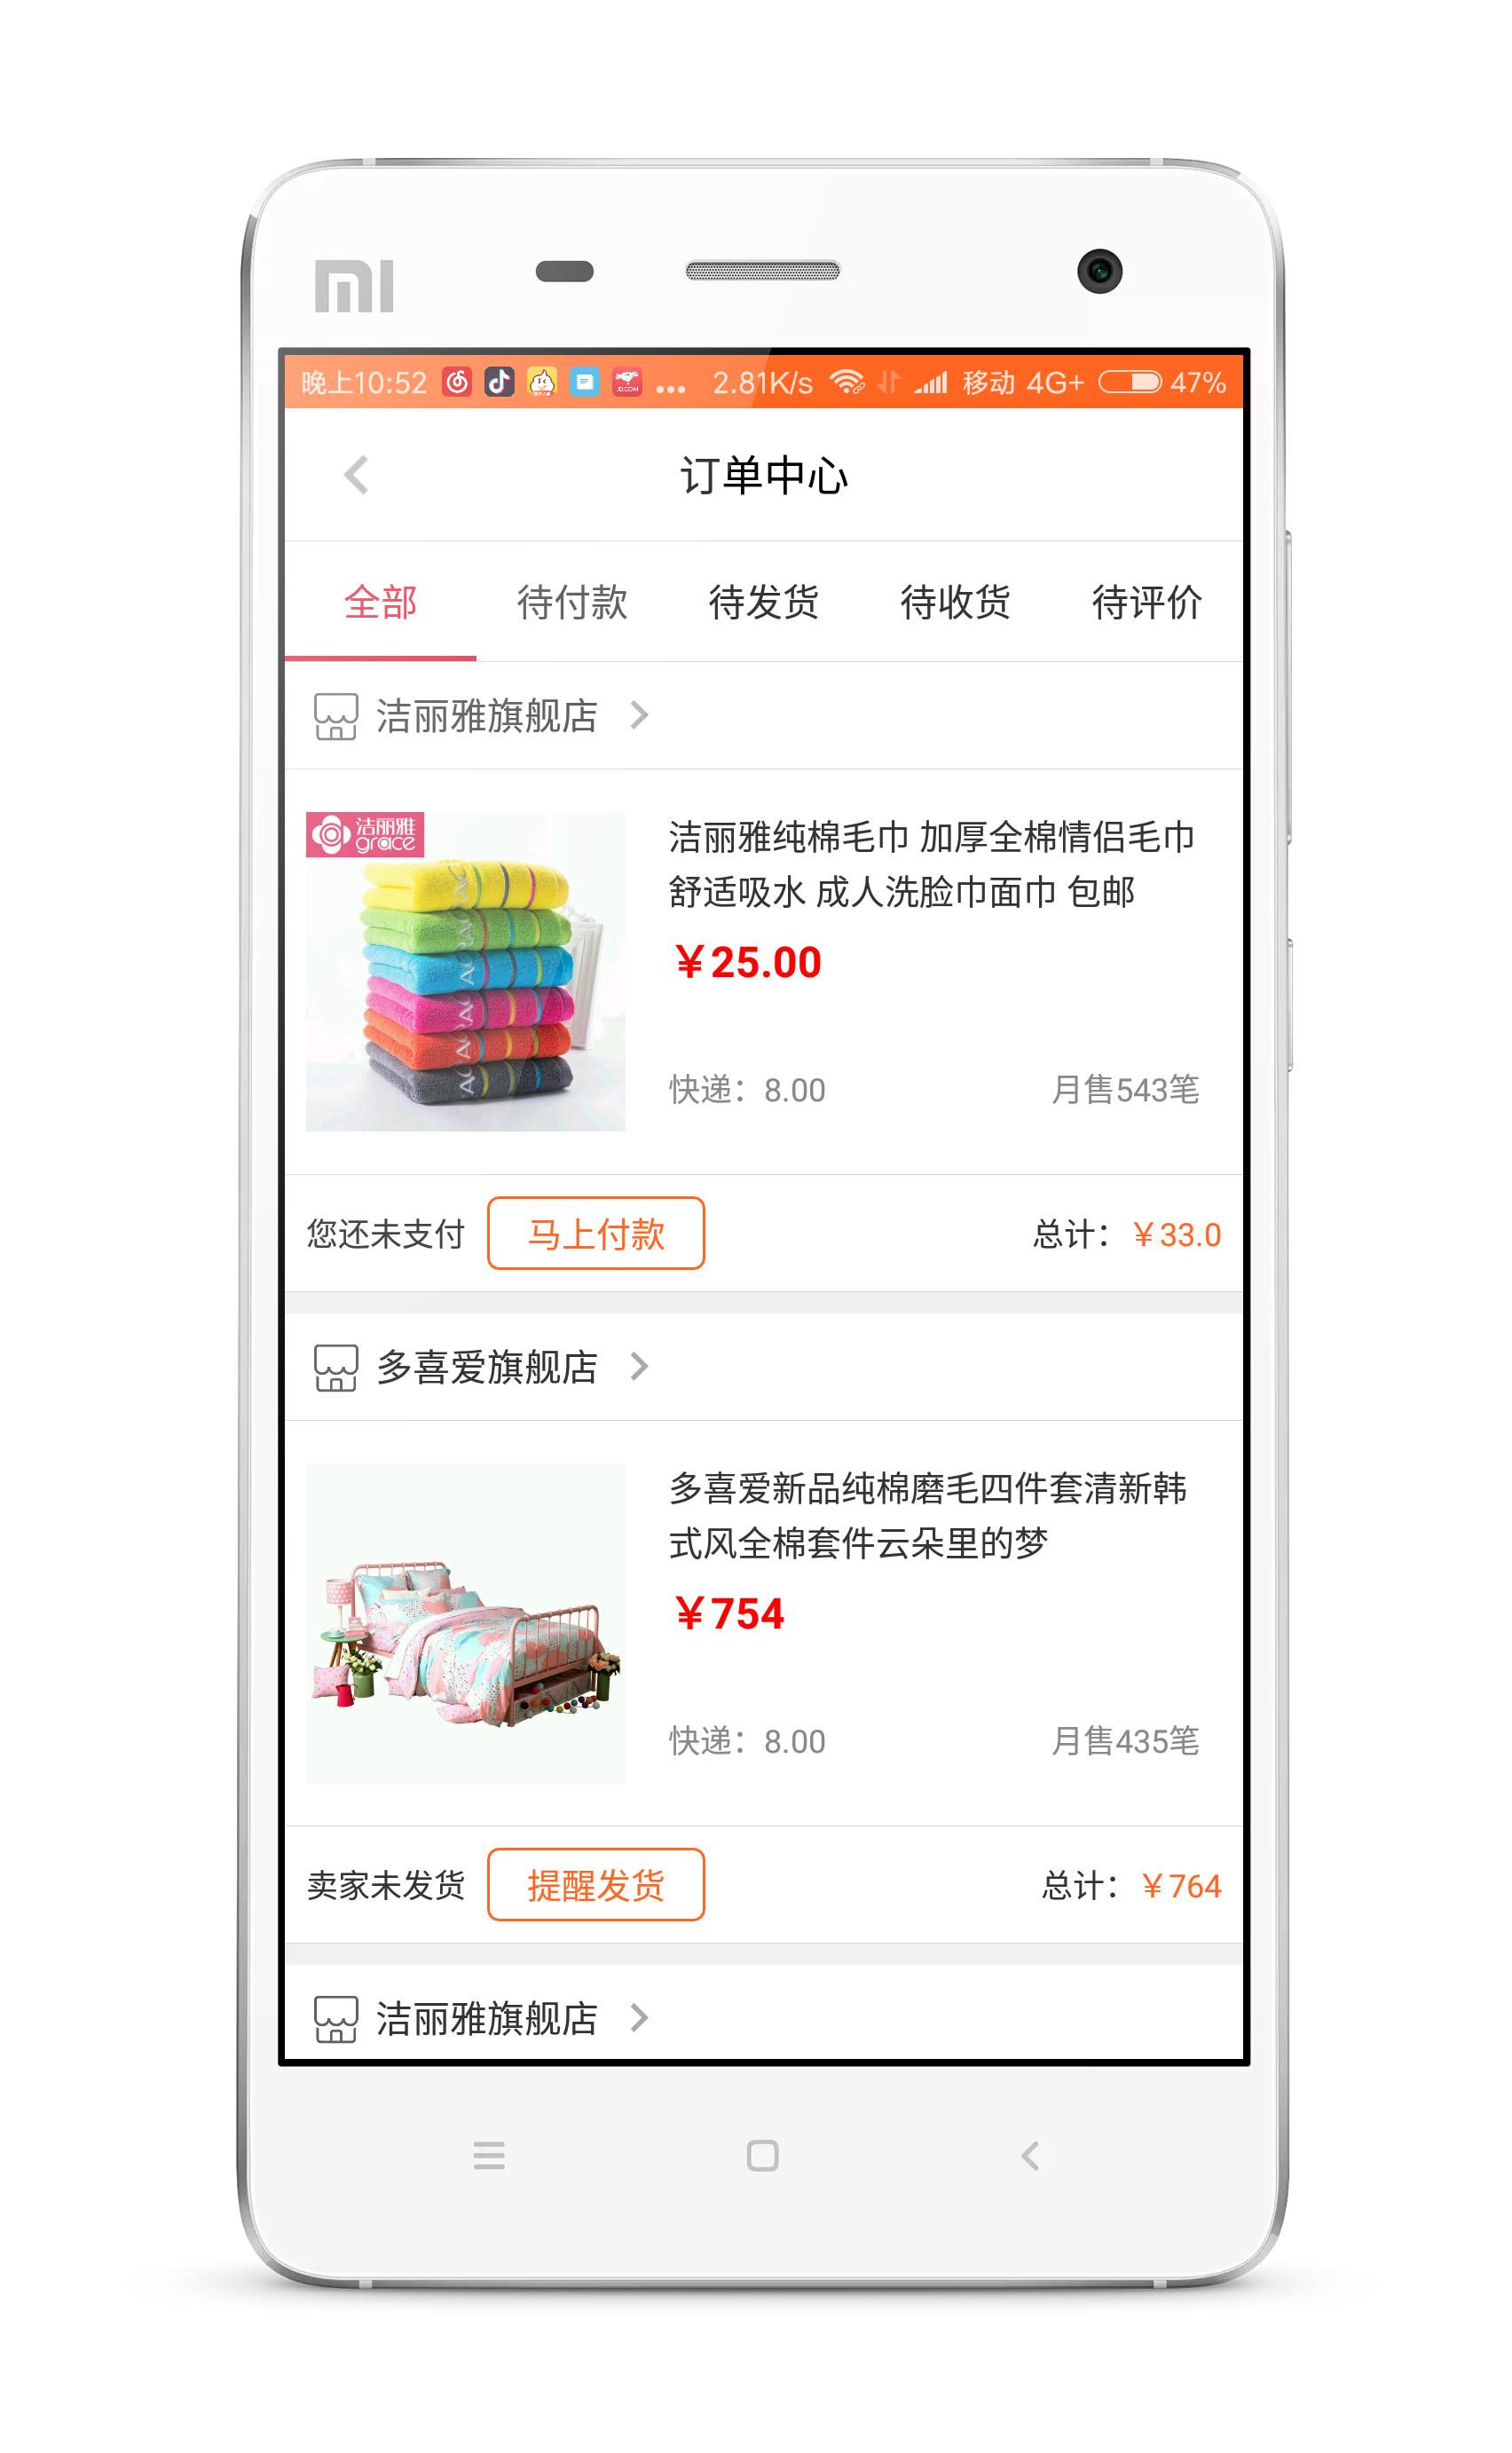 mi
晚上10:52 ... 2.81K/s 移动 4G+ 47%
订单中心
全部 待付款 待发货 待收货 待评价
洁丽雅旗舰店
洁丽雅
grace
洁丽雅纯棉毛巾 加厚全棉情侣毛巾
舒适吸水 成人洗脸巾面巾 包邮
￥25.00
快递：8.00 月售543笔
您还未支付 马上付款 总计：￥33.0
多喜爱旗舰店
多喜爱新品纯棉磨毛四件套清新韩
式风全棉套件云朵里的梦
￥754
快递：8.00 月售435笔
卖家未发货 提醒发货 总计：￥764
洁丽雅旗舰店